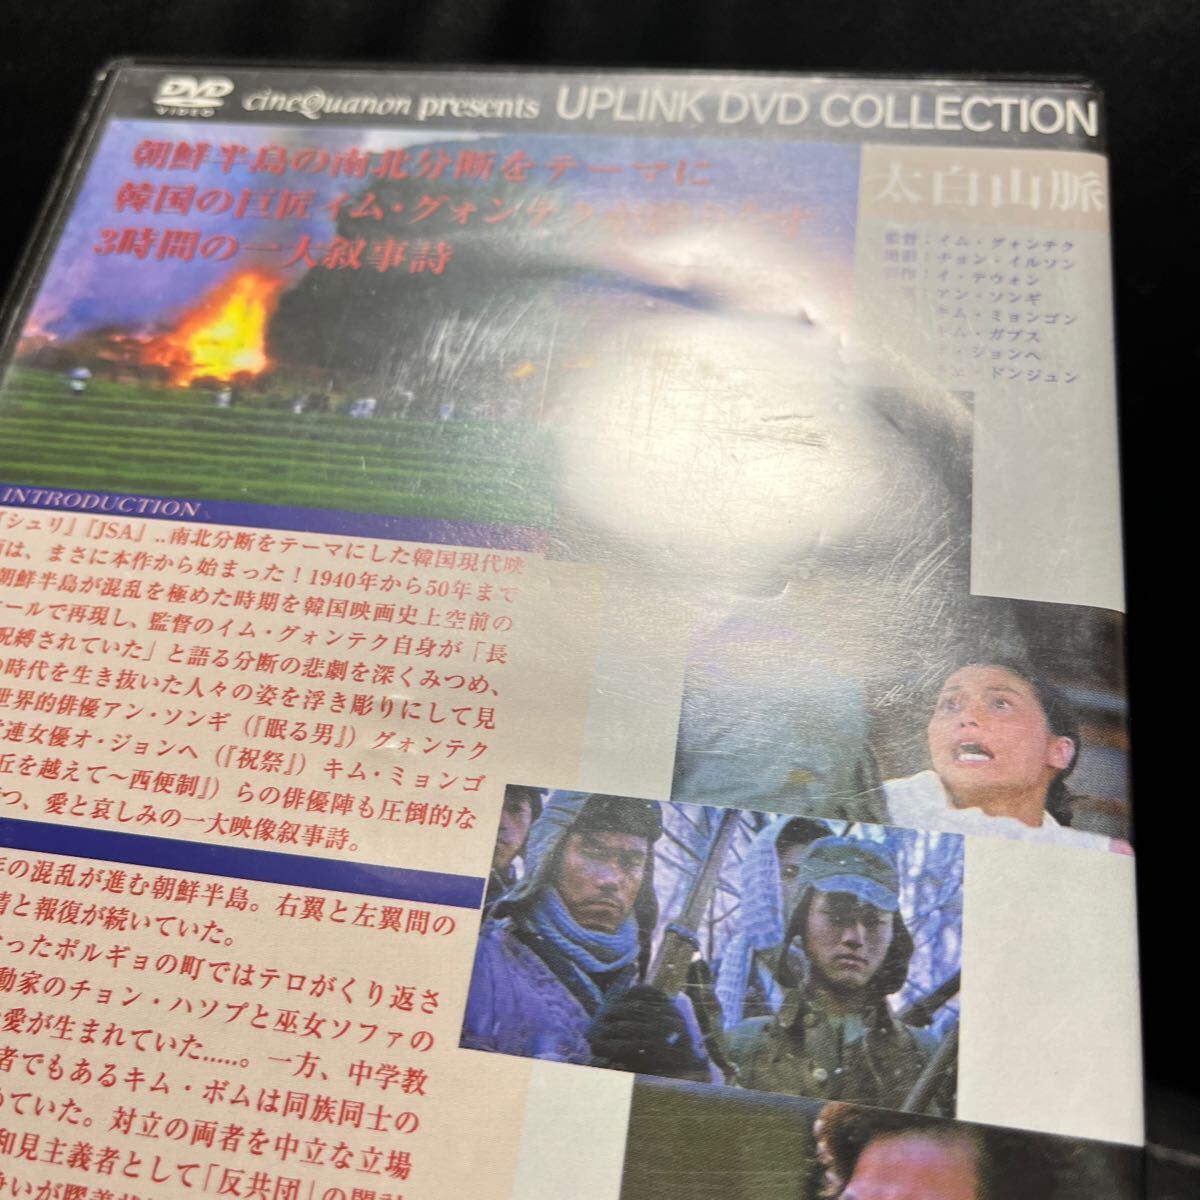 DVD
VIDEO
cineQuanon presents UPLINK DVD COLLECTION
朝鮮半島の南北分断をテーマに
韓国の巨匠イム・グォンテク
3時間の一大叙事詩
太白山脈
監督：イム・グォンテク
撮影：チョン・イルソン
：イ・テウォン
アン・ソンギ
キム・ミョンゴン
キム・ガプス
・ジョンヘ
・ドンジュン
INTRODUCTION
『シュリ』『JSA』..南北分断をテーマにした韓国現代映
は、まさに本作から始まった！1940年から50年まで
朝鮮半島が混乱を極めた時期を韓国映画史上空前の
ールで再現し、監督のイム・グォンテク自身が「長
呪縛されていた」と語る分断の悲劇を深くみつめ、
の時代を生き抜いた人々の姿を浮き彫りにして見
世界的俳優アン・ソンギ（『眠る男』）グォンテク
連女優オ・ジョンヘ（『祝祭』）キム・ミョンゴ
丘を越えて〜西便制』）らの俳優陣も圧倒的な
つ、愛と哀しみの一大映像叙事詩。
年の混乱が進む朝鮮半島。右翼と左翼間の
と報復が続いていた。
ったポルギョの町ではテロがくり返さ
動家のチョン・ハソプと巫女ソファの
愛が生まれていた.....。一方、中学教
者でもあるキム・ボムは同族同士の
めていた。対立の両者を中立な立場
和見主義者として「反共団」の